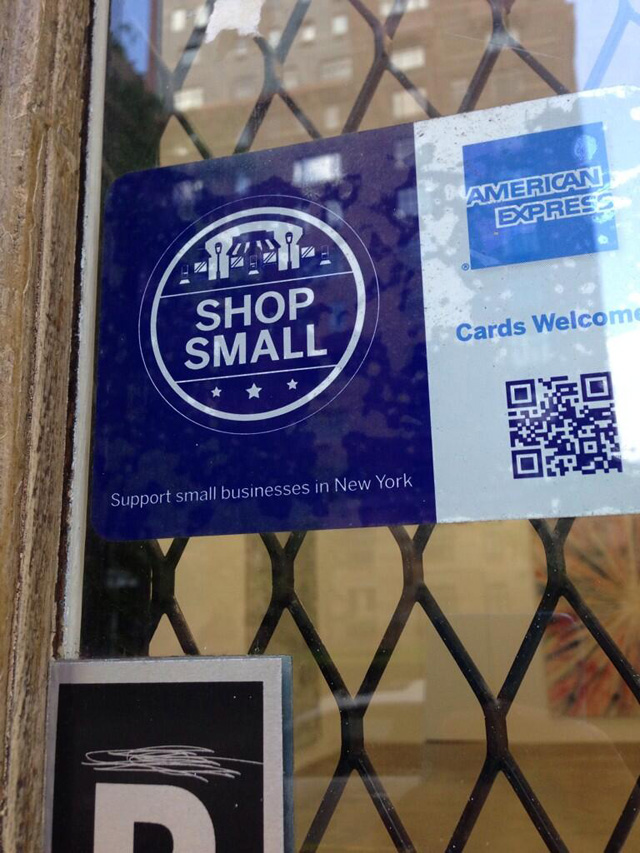 SHOP
SMALL
Support small businesses in New York
AMERICAN
EXPRESS
®
Cards Welcome